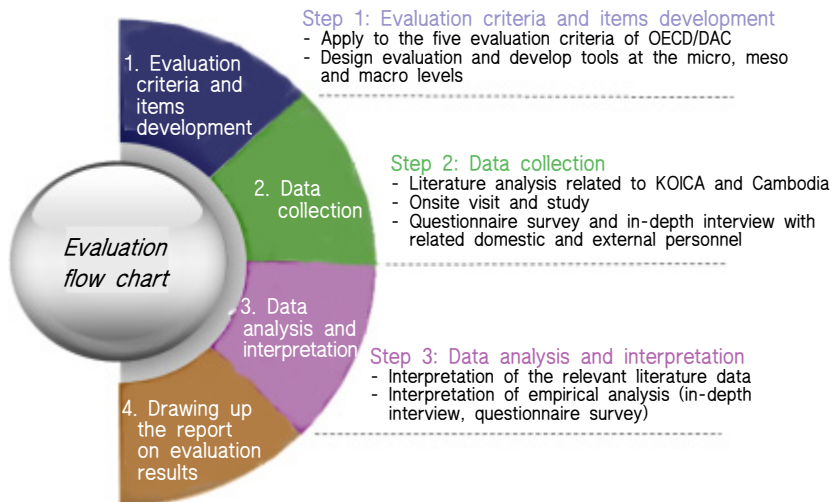 Step 1: Evaluation criteria and items development
- Apply to the five evaluation criteria of OECD/DAC
- Design evaluation and develop tools at the micro, meso
and macro levels
1. Evaluation
criteria and
items
development
Step 2: Data collection
- Literature analysis related to KOICA and Cambodia
- Onsite visit and study
- Questionnaire survey and in-depth interview with
related domestic and external personnel
2. Data
collection
Evaluation
flow chart
3. Data
analysis and
interpretation
Step 3: Data analysis and interpretation
- Interpretation of the relevant literature data
- Interpretation of empirical analysis (in-depth
interview, questionnaire survey)
4. Drawing up
the report
on evaluation
results